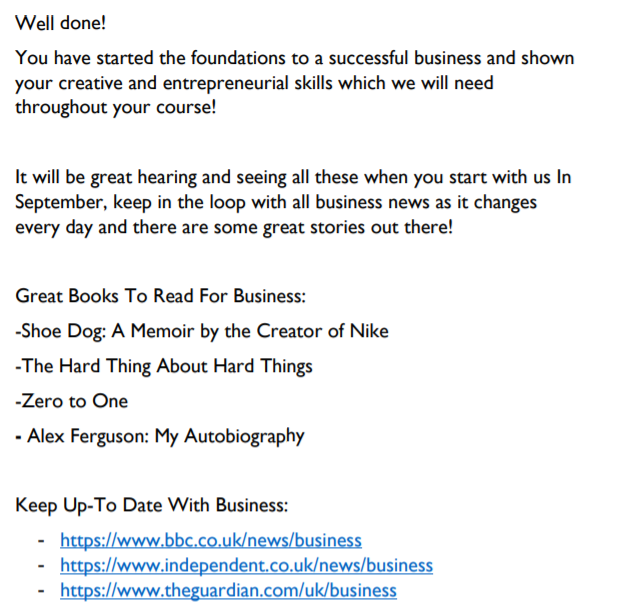 Well done!
You have started the foundations to a successful business and shown
your creative and entrepreneurial skills which we will need
throughout your course!
It will be great hearing and seeing all these when you start with us In
September, keep in the loop with all business news as it changes
every day and there are some great stories out there!
Great Books To Read For Business:
-Shoe Dog: A Memoir by the Creator of Nike
-The Hard Thing About Hard Things
-Zero to One
- Alex Ferguson: My Autobiography
Keep Up-To Date With Business:
- https://www.bbc.co.uk/news/business
- https://www.independent.co.uk/news/business
- https://www.theguardian.com/uk/business